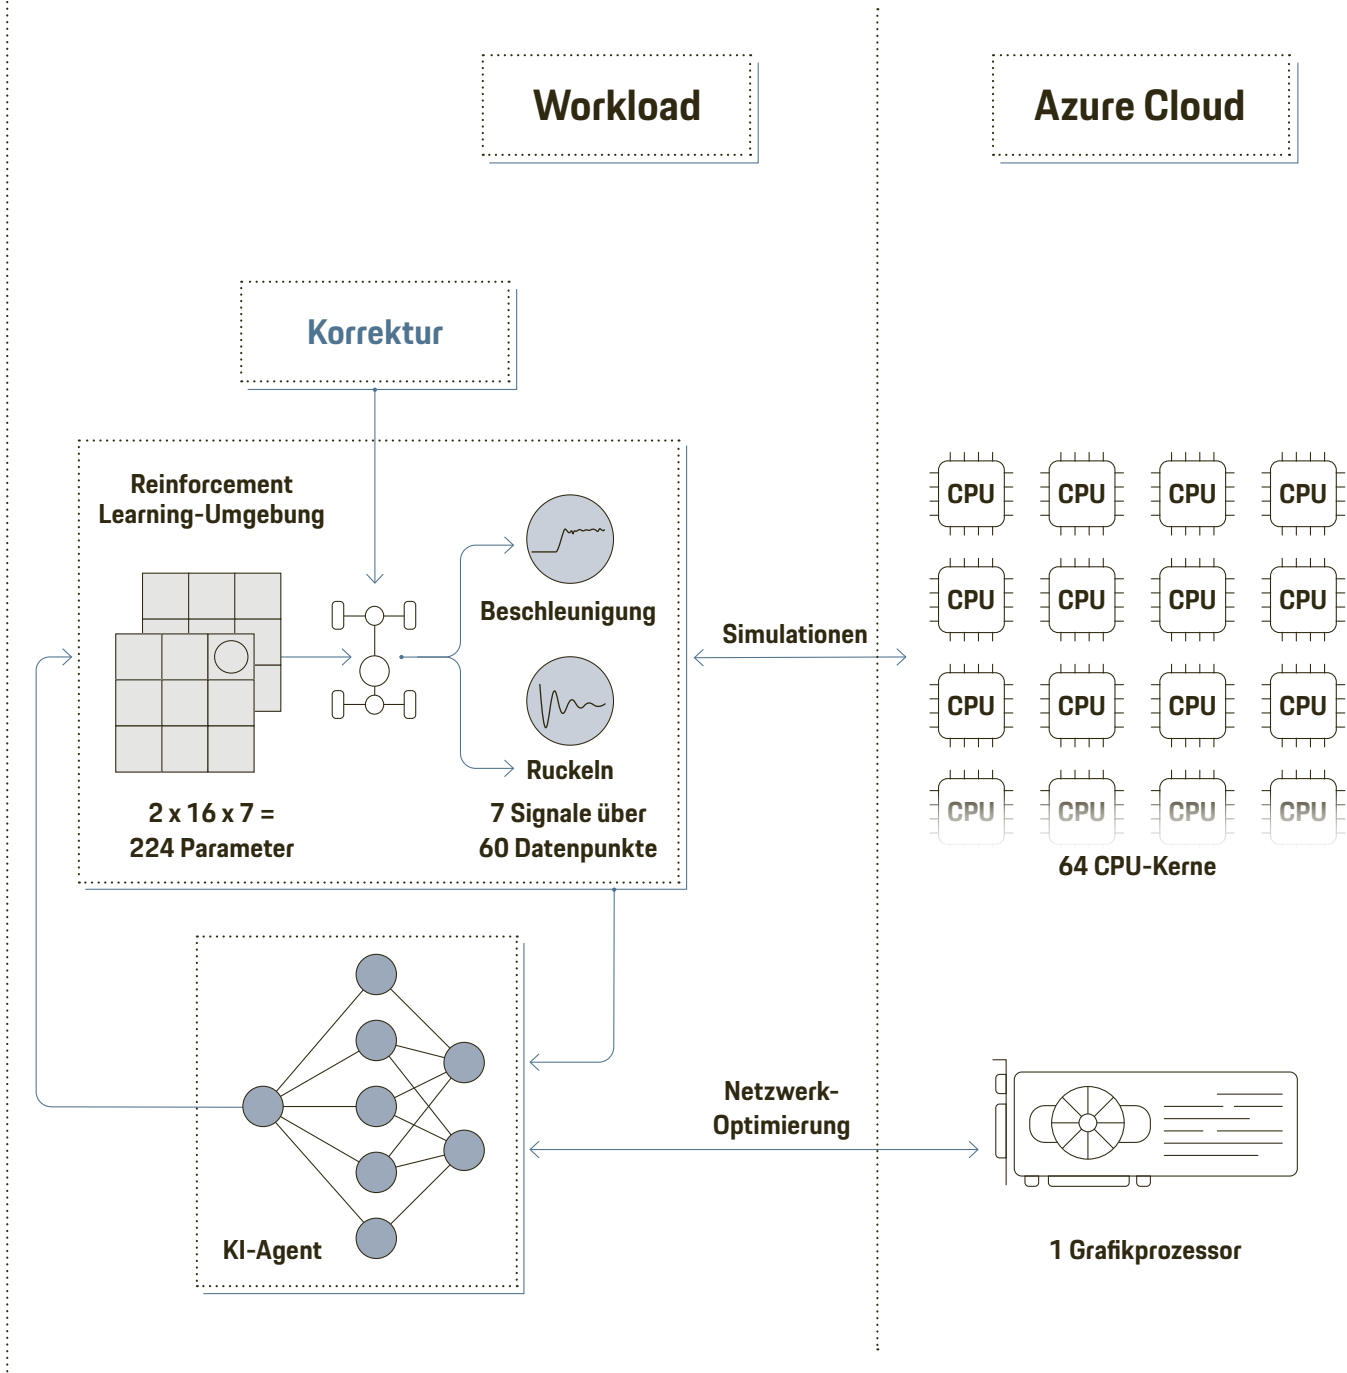 Workload
Azure Cloud
Korrektur
Reinforcement
Learning-Umgebung
Beschleunigung
Ruckeln
2 x 16 x 7 =
224 Parameter
7 Signale über
60 Datenpunkte
Simulationen
CPU CPU CPU CPU
CPU CPU CPU CPU
CPU CPU CPU CPU
CPU CPU CPU CPU
64 CPU-Kerne
KI-Agent
Netzwerk-
Optimierung
1 Grafikprozessor